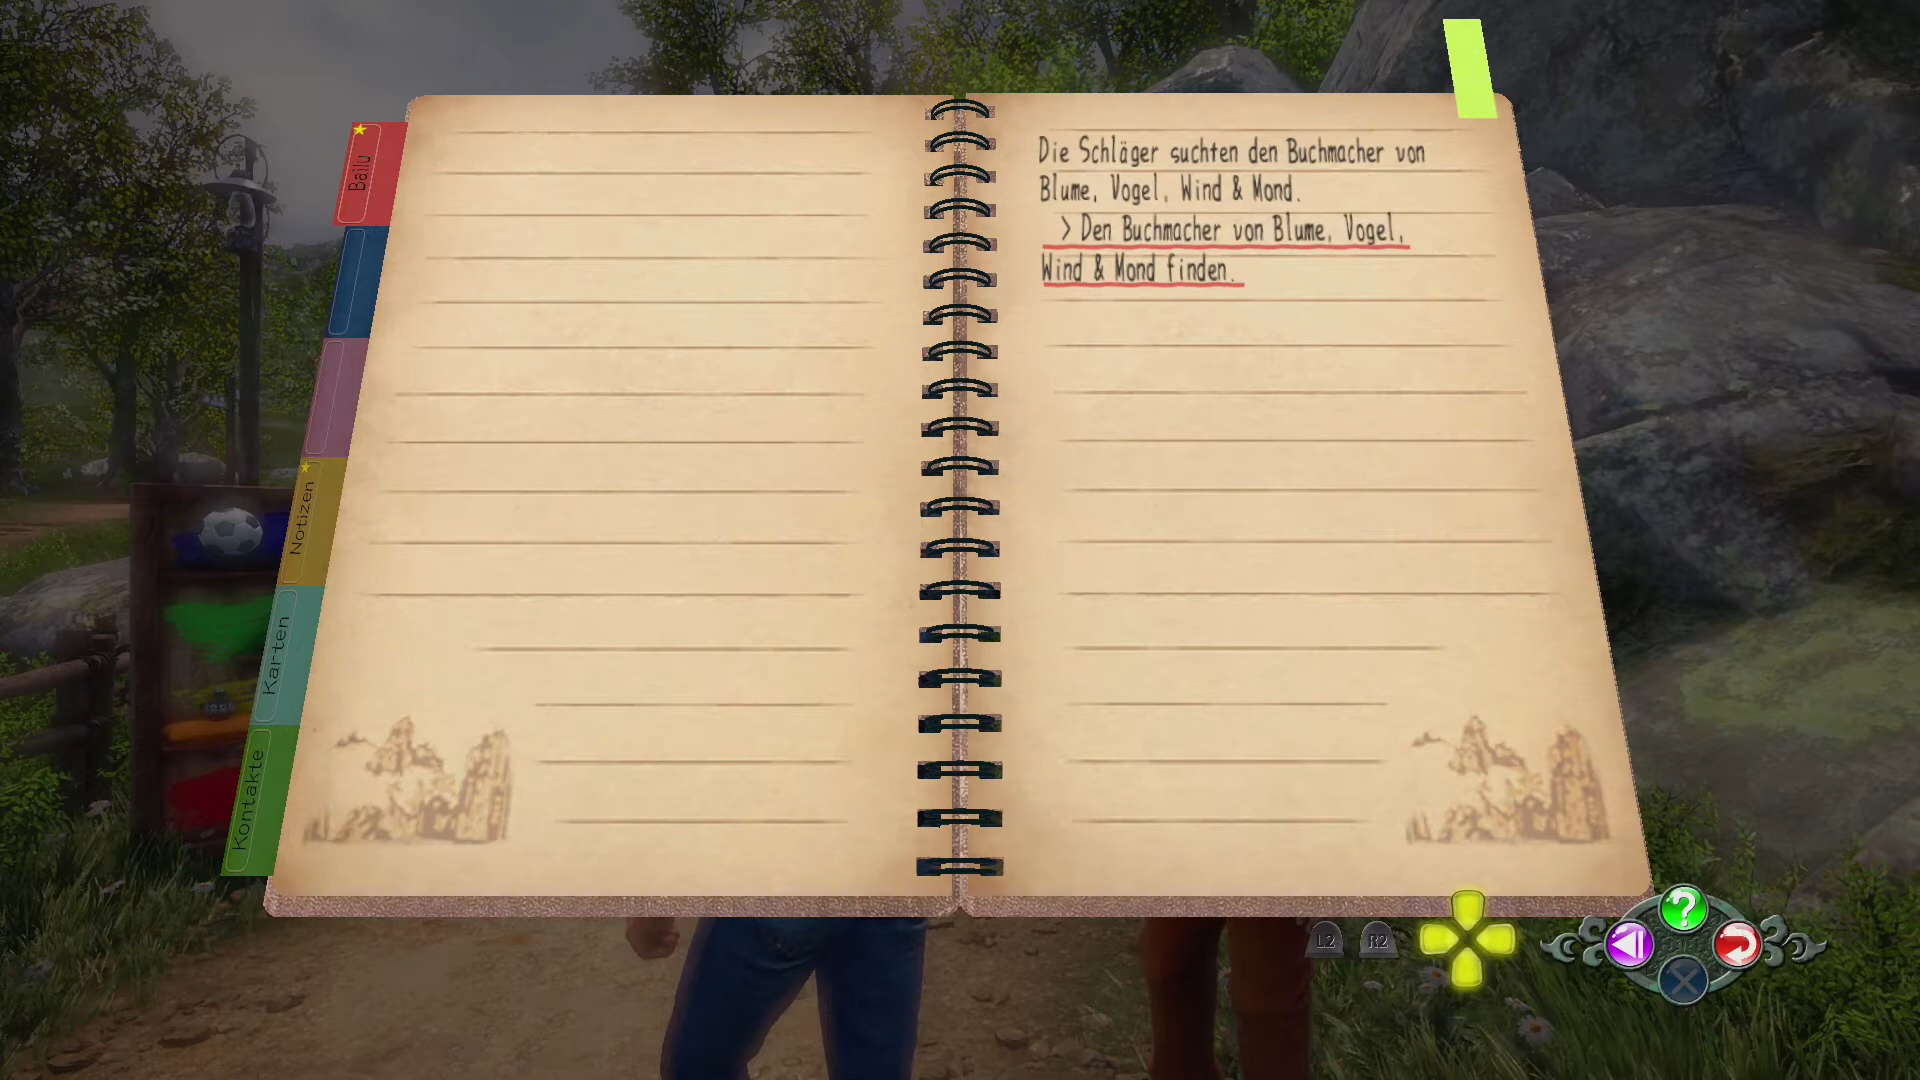 Die Schläger suchten den Buchmacher von
Blume, Vogel, Wind & Mond.
> Den Buchmacher von Blume, Vogel,
Wind & Mond finden.
Bailu
Notizen
Karten
Kontakte
L2
R2
?